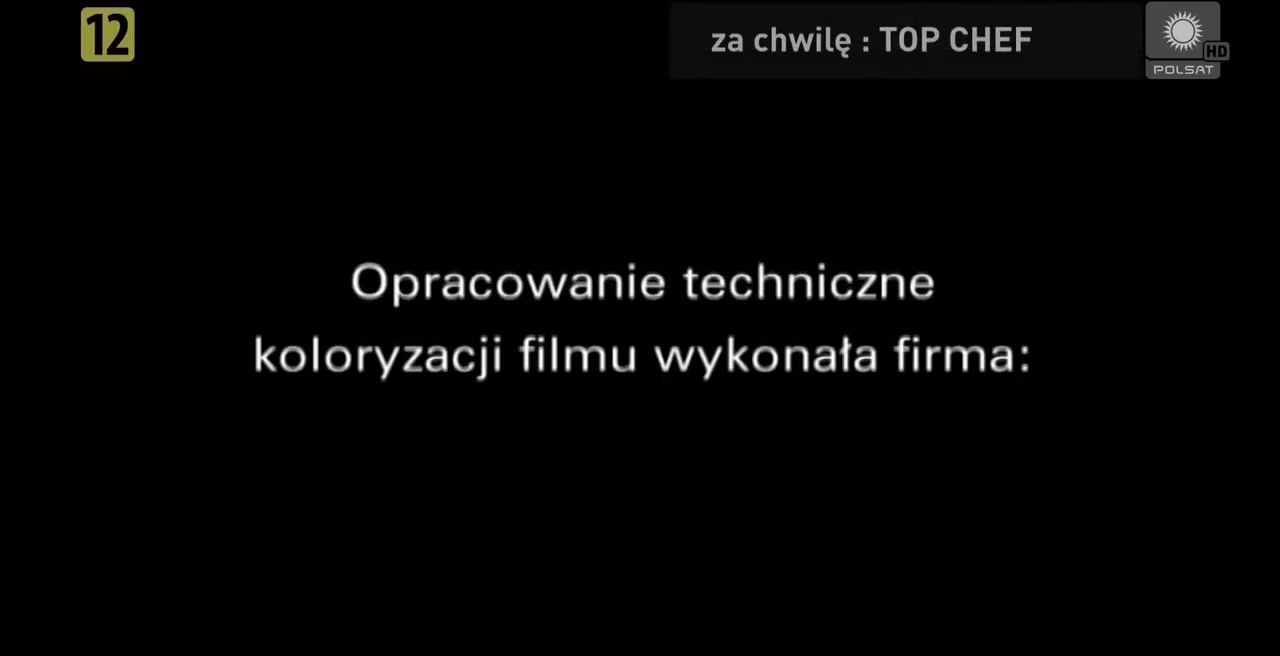 12
za chwilę : TOP CHEF
HD
POLSAT
Opracowanie techniczne
koloryzacji filmu wykonała firma: